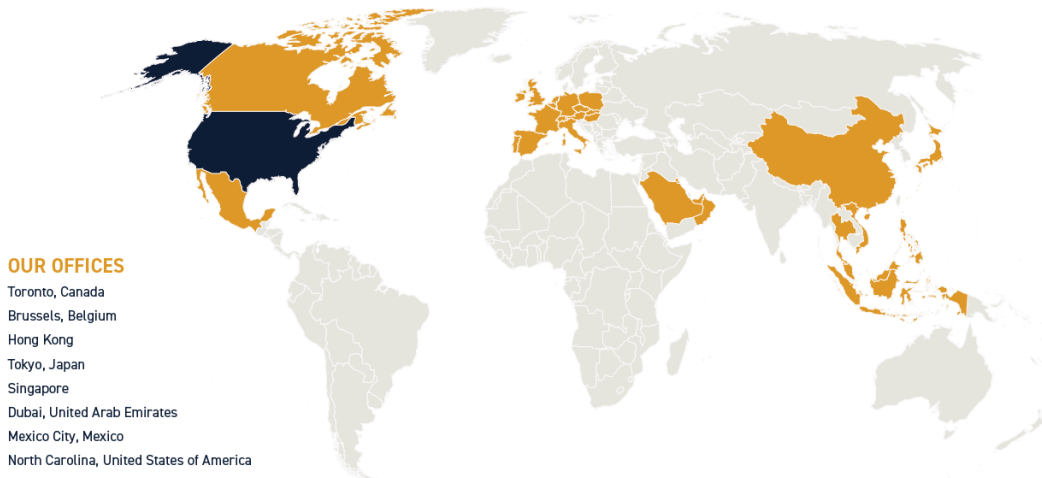 OUR OFFICES
Toronto, Canada
Brussels, Belgium
Hong Kong
Tokyo, Japan
Singapore
Dubai, United Arab Emirates
Mexico City, Mexico
North Carolina, United States of America